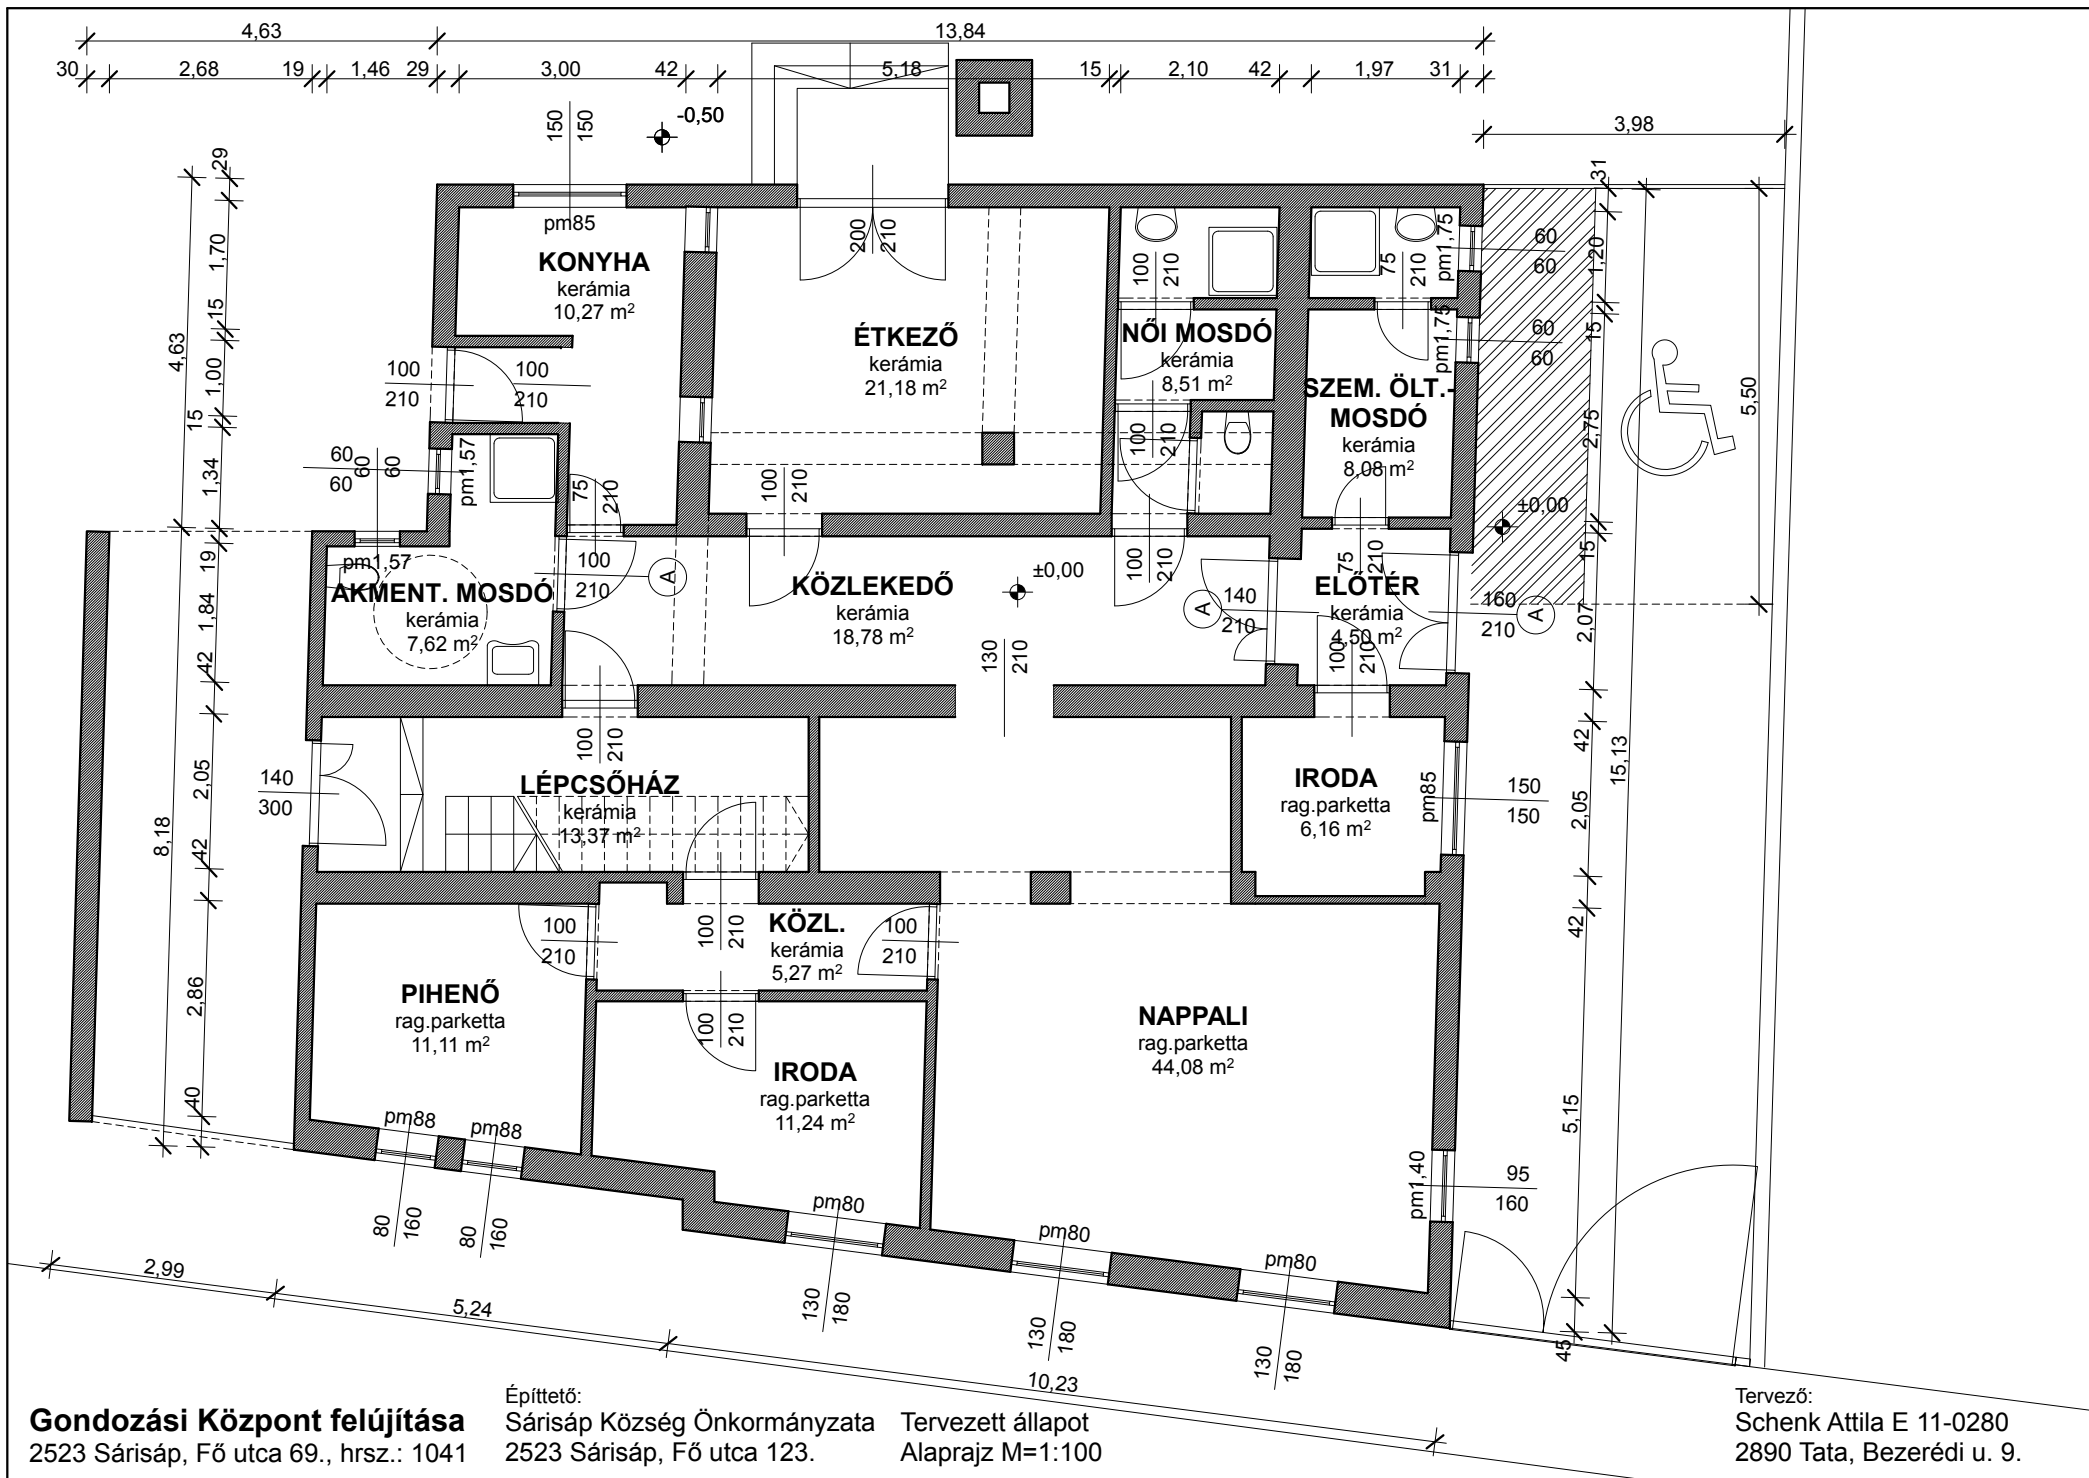 4,63
13,84
30
2,68
19
1,46
29
3,00
42
5,18
15
2,10
42
1,97
31
3,98
-0,50
150
150
pm85
200
210
29
1,70
15
1,00
15
1,34
19
1,84
42
2,05
42
2,86
40
4,63
8,18
31
1,20
15
2,75
15
2,07
42
2,05
42
5,15
45
15,13
5,50
KONYHA
kerámia
10,27 m²
100
210
100
210
ÉTKEZŐ
kerámia
21,18 m²
100
210
NŐI MOSDÓ
kerámia
8,51 m²
100
210
100
210
75
210
pm1,75
60
60
pm1,75
60
60
SZEM. ÖLT.-
MOSDÓ
kerámia
8,08 m²
±0,00
60
60
60
60
pm1,57
pm1,57
75
210
AKMENT. MOSDÓ
kerámia
7,62 m²
100
210
A
KÖZLEKEDŐ
kerámia
18,78 m²
±0,00
130
210
100
210
A
140
210
75
210
ELŐTÉR
kerámia
4,50 m²
100
210
160
210
A
140
300
100
210
LÉPCSŐHÁZ
kerámia
13,37 m²
IRODA
rag.parketta
6,16 m²
pm85
150
150
100
210
100
210
KÖZL.
kerámia
5,27 m²
100
210
PIHENŐ
rag.parketta
11,11 m²
100
210
IRODA
rag.parketta
11,24 m²
NAPPALI
rag.parketta
44,08 m²
pm88
pm88
80
160
80
160
pm80
130
180
pm80
130
180
pm80
130
180
pm1,40
95
160
2,99
5,24
10,23
Gondozási Központ felújítása
2523 Sárisáp, Fő utca 69., hrsz.: 1041
Építtető:
Sárisáp Község Önkormányzata
2523 Sárisáp, Fő utca 123.
Tervezett állapot
Alaprajz M=1:100
Tervező:
Schenk Attila E 11-0280
2890 Tata, Bezerédi u. 9.